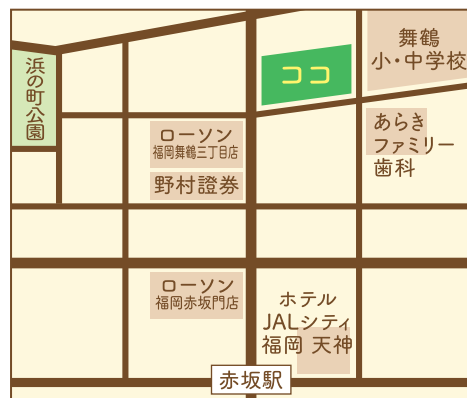 舞鶴
小・中学校
浜の町公園
ココ
あらき
ファミリー
歯科
ローソン
福岡舞鶴三丁目店
野村證券
ローソン
福岡赤坂門店
ホテル
JALシティ
福岡 天神
赤坂駅